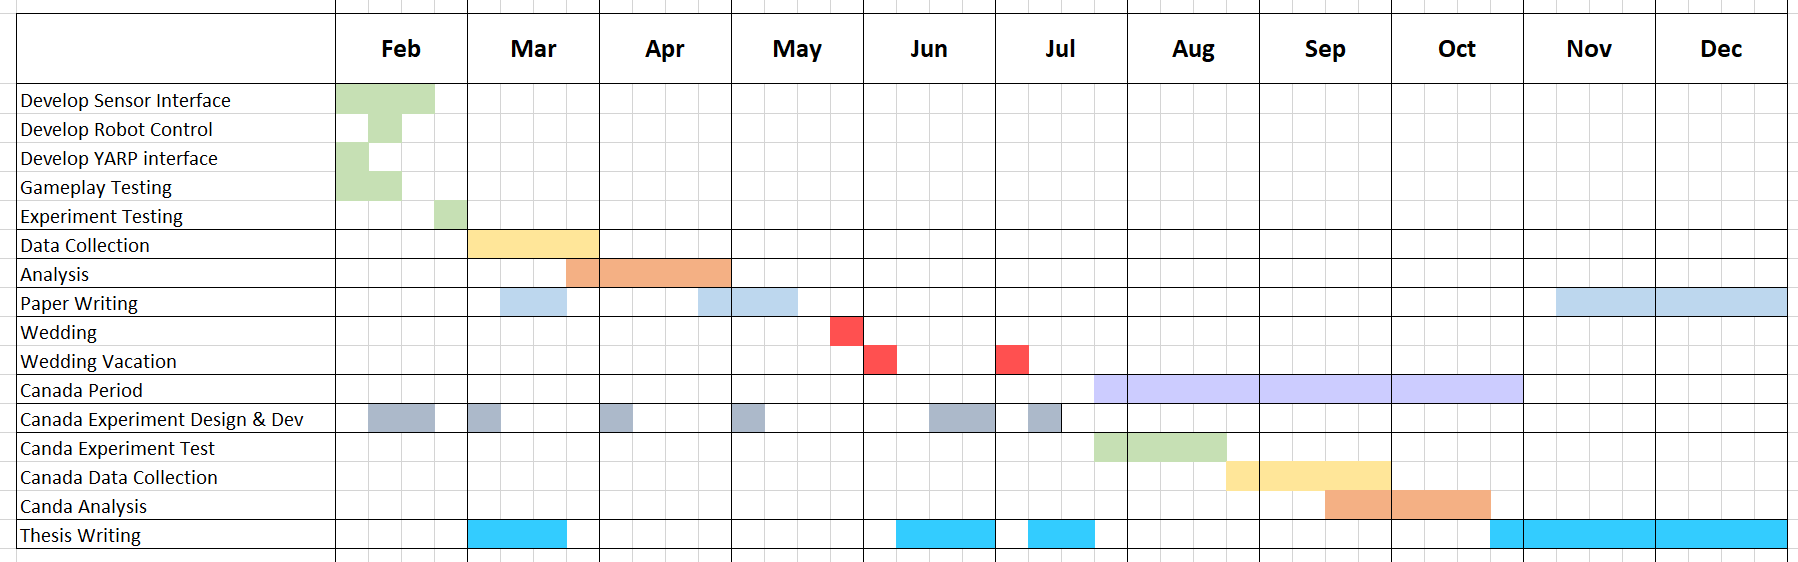 Feb Mar Apr May Jun Jul Aug Sep Oct Nov Dec
Develop Sensor Interface
Develop Robot Control
Develop YARP interface
Gameplay Testing
Experiment Testing
Data Collection
Analysis
Paper Writing
Wedding
Wedding Vacation
Canada Period
Canada Experiment Design & Dev
Canda Experiment Test
Canada Data Collection
Canda Analysis
Thesis Writing